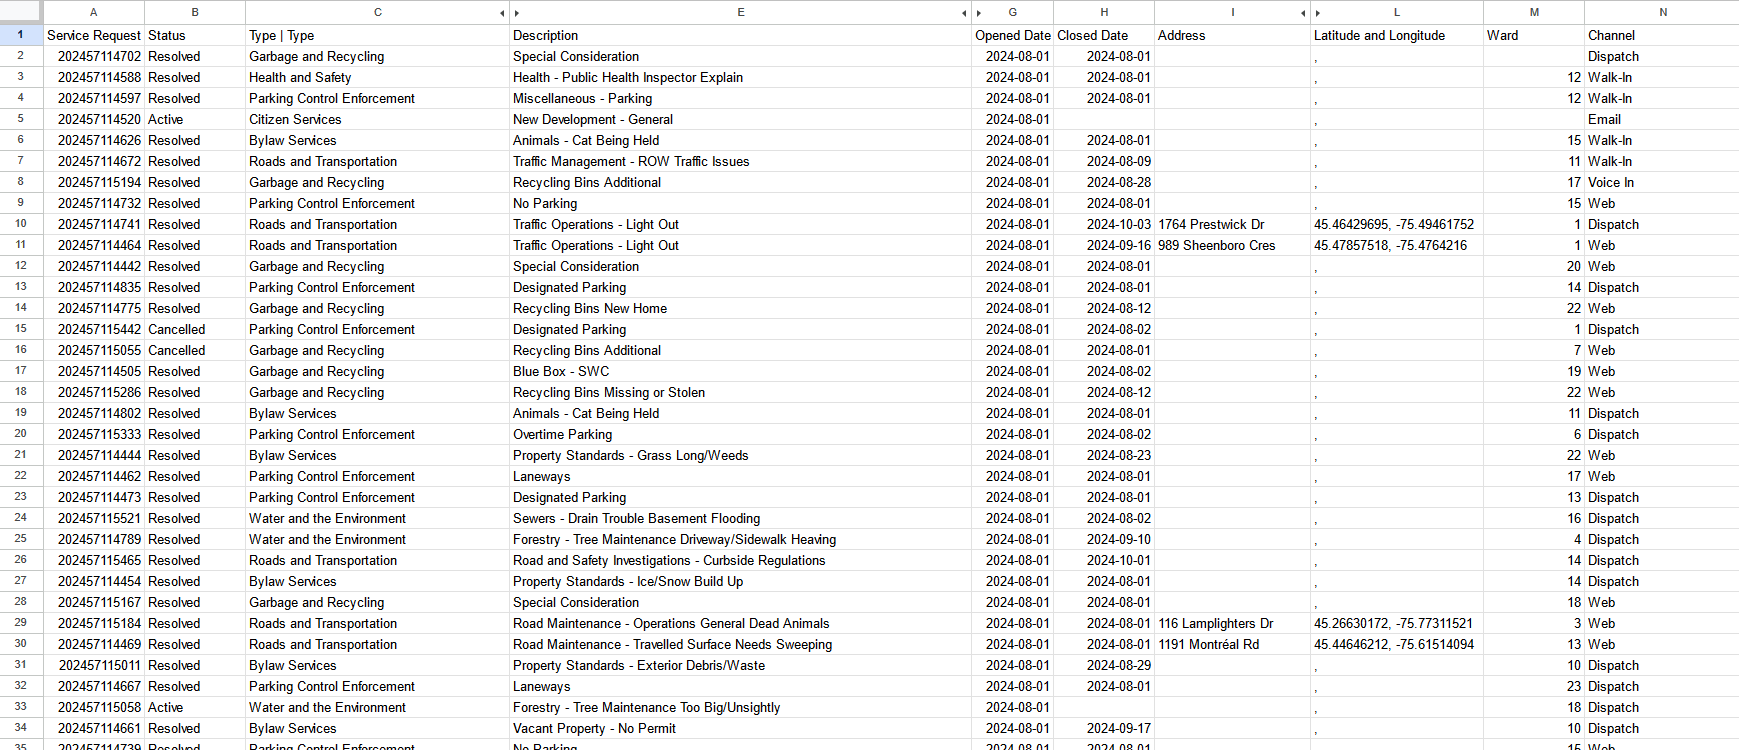 A B C E G H I L M N
1 Service Request Status Type | Type Description Opened Date Closed Date Address Latitude and Longitude Ward Channel
2 202457114702 Resolved Garbage and Recycling Special Consideration 2024-08-01 2024-08-01 , Dispatch
3 202457114588 Resolved Health and Safety Health - Public Health Inspector Explain 2024-08-01 2024-08-01 , 12 Walk-In
4 202457114597 Resolved Parking Control Enforcement Miscellaneous - Parking 2024-08-01 2024-08-01 , 12 Walk-In
5 202457114520 Active Citizen Services New Development - General 2024-08-01 , Email
6 202457114626 Resolved Bylaw Services Animals - Cat Being Held 2024-08-01 2024-08-01 , 15 Walk-In
7 202457114672 Resolved Roads and Transportation Traffic Management - ROW Traffic Issues 2024-08-01 2024-08-09 , 11 Walk-In
8 202457115194 Resolved Garbage and Recycling Recycling Bins Additional 2024-08-01 2024-08-28 , 17 Voice In
9 202457114732 Resolved Parking Control Enforcement No Parking 2024-08-01 2024-08-01 , 15 Web
10 202457114741 Resolved Roads and Transportation Traffic Operations - Light Out 2024-08-01 2024-10-03 1764 Prestwick Dr 45.46429695, -75.49461752 1 Dispatch
11 202457114464 Resolved Roads and Transportation Traffic Operations - Light Out 2024-08-01 2024-09-16 989 Sheenboro Cres 45.47857518, -75.4764216 1 Web
12 202457114442 Resolved Garbage and Recycling Special Consideration 2024-08-01 2024-08-01 , 20 Web
13 202457114835 Resolved Parking Control Enforcement Designated Parking 2024-08-01 2024-08-01 , 14 Dispatch
14 202457114775 Resolved Garbage and Recycling Recycling Bins New Home 2024-08-01 2024-08-12 , 22 Web
15 202457115442 Cancelled Parking Control Enforcement Designated Parking 2024-08-01 2024-08-02 , 1 Dispatch
16 202457115055 Cancelled Garbage and Recycling Recycling Bins Additional 2024-08-01 2024-08-01 , 7 Web
17 202457114505 Resolved Garbage and Recycling Blue Box - SWC 2024-08-01 2024-08-02 , 19 Web
18 202457115286 Resolved Garbage and Recycling Recycling Bins Missing or Stolen 2024-08-01 2024-08-12 , 22 Web
19 202457114802 Resolved Bylaw Services Animals - Cat Being Held 2024-08-01 2024-08-01 , 11 Dispatch
20 202457115333 Resolved Parking Control Enforcement Overtime Parking 2024-08-01 2024-08-02 , 6 Dispatch
21 202457114444 Resolved Bylaw Services Property Standards - Grass Long/Weeds 2024-08-01 2024-08-23 , 22 Web
22 202457114462 Resolved Parking Control Enforcement Laneways 2024-08-01 2024-08-01 , 17 Web
23 202457114473 Resolved Parking Control Enforcement Designated Parking 2024-08-01 2024-08-01 , 13 Dispatch
24 202457115521 Resolved Water and the Environment Sewers - Drain Trouble Basement Flooding 2024-08-01 2024-08-02 , 16 Dispatch
25 202457114789 Resolved Water and the Environment Forestry - Tree Maintenance Driveway/Sidewalk Heaving 2024-08-01 2024-09-10 , 4 Dispatch
26 202457115465 Resolved Roads and Transportation Road and Safety Investigations - Curbside Regulations 2024-08-01 2024-10-01 , 14 Dispatch
27 202457114454 Resolved Bylaw Services Property Standards - Ice/Snow Build Up 2024-08-01 2024-08-01 , 14 Dispatch
28 202457115167 Resolved Garbage and Recycling Special Consideration 2024-08-01 2024-08-01 , 18 Web
29 202457115184 Resolved Roads and Transportation Road Maintenance - Operations General Dead Animals 2024-08-01 2024-08-01 116 Lamplighters Dr 45.26630172, -75.77311521 3 Web
30 202457114469 Resolved Roads and Transportation Road Maintenance - Travelled Surface Needs Sweeping 2024-08-01 2024-08-01 1191 Montréal Rd 45.44646212, -75.61514094 13 Web
31 202457115011 Resolved Bylaw Services Property Standards - Exterior Debris/Waste 2024-08-01 2024-08-29 , 10 Dispatch
32 202457114667 Resolved Parking Control Enforcement Laneways 2024-08-01 2024-08-01 , 23 Dispatch
33 202457115058 Active Water and the Environment Forestry - Tree Maintenance Too Big/Unsightly 2024-08-01 , 18 Dispatch
34 202457114661 Resolved Bylaw Services Vacant Property - No Permit 2024-08-01 2024-09-17 , 10 Dispatch
35 202457114739 Resolved Parking Control Enforcement No Parking 2024-08-01 2024-08-01 15 Web